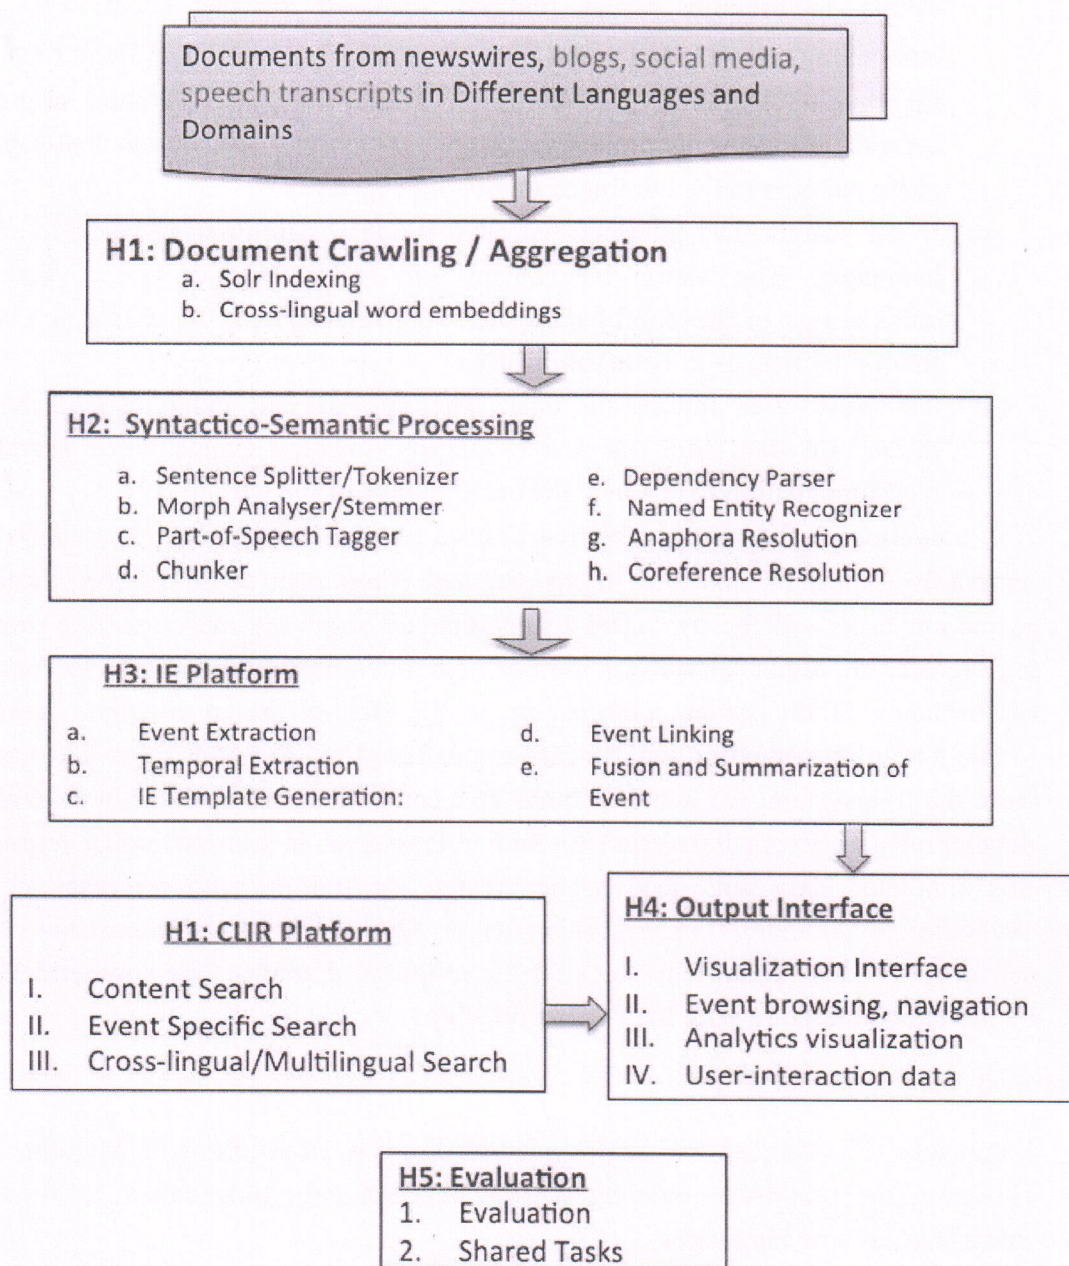 Documents from newswires, blogs, social media,
speech transcripts in Different Languages and
Domains
H1: Document Crawling / Aggregation
a. Solr Indexing
b. Cross-lingual word embeddings
H2: Syntactico-Semantic Processing
a. Sentence Splitter/Tokenizer
b. Morph Analyser/Stemmer
c. Part-of-Speech Tagger
d. Chunker
e. Dependency Parser
f. Named Entity Recognizer
g. Anaphora Resolution
h. Coreference Resolution
H3: IE Platform
a. Event Extraction
b. Temporal Extraction
c. IE Template Generation:
d. Event Linking
e. Fusion and Summarization of
Event
H1: CLIR Platform
I. Content Search
II. Event Specific Search
III. Cross-lingual/Multilingual Search
H4: Output Interface
I. Visualization Interface
II. Event browsing, navigation
III. Analytics visualization
IV. User-interaction data
H5: Evaluation
1. Evaluation
2. Shared Tasks